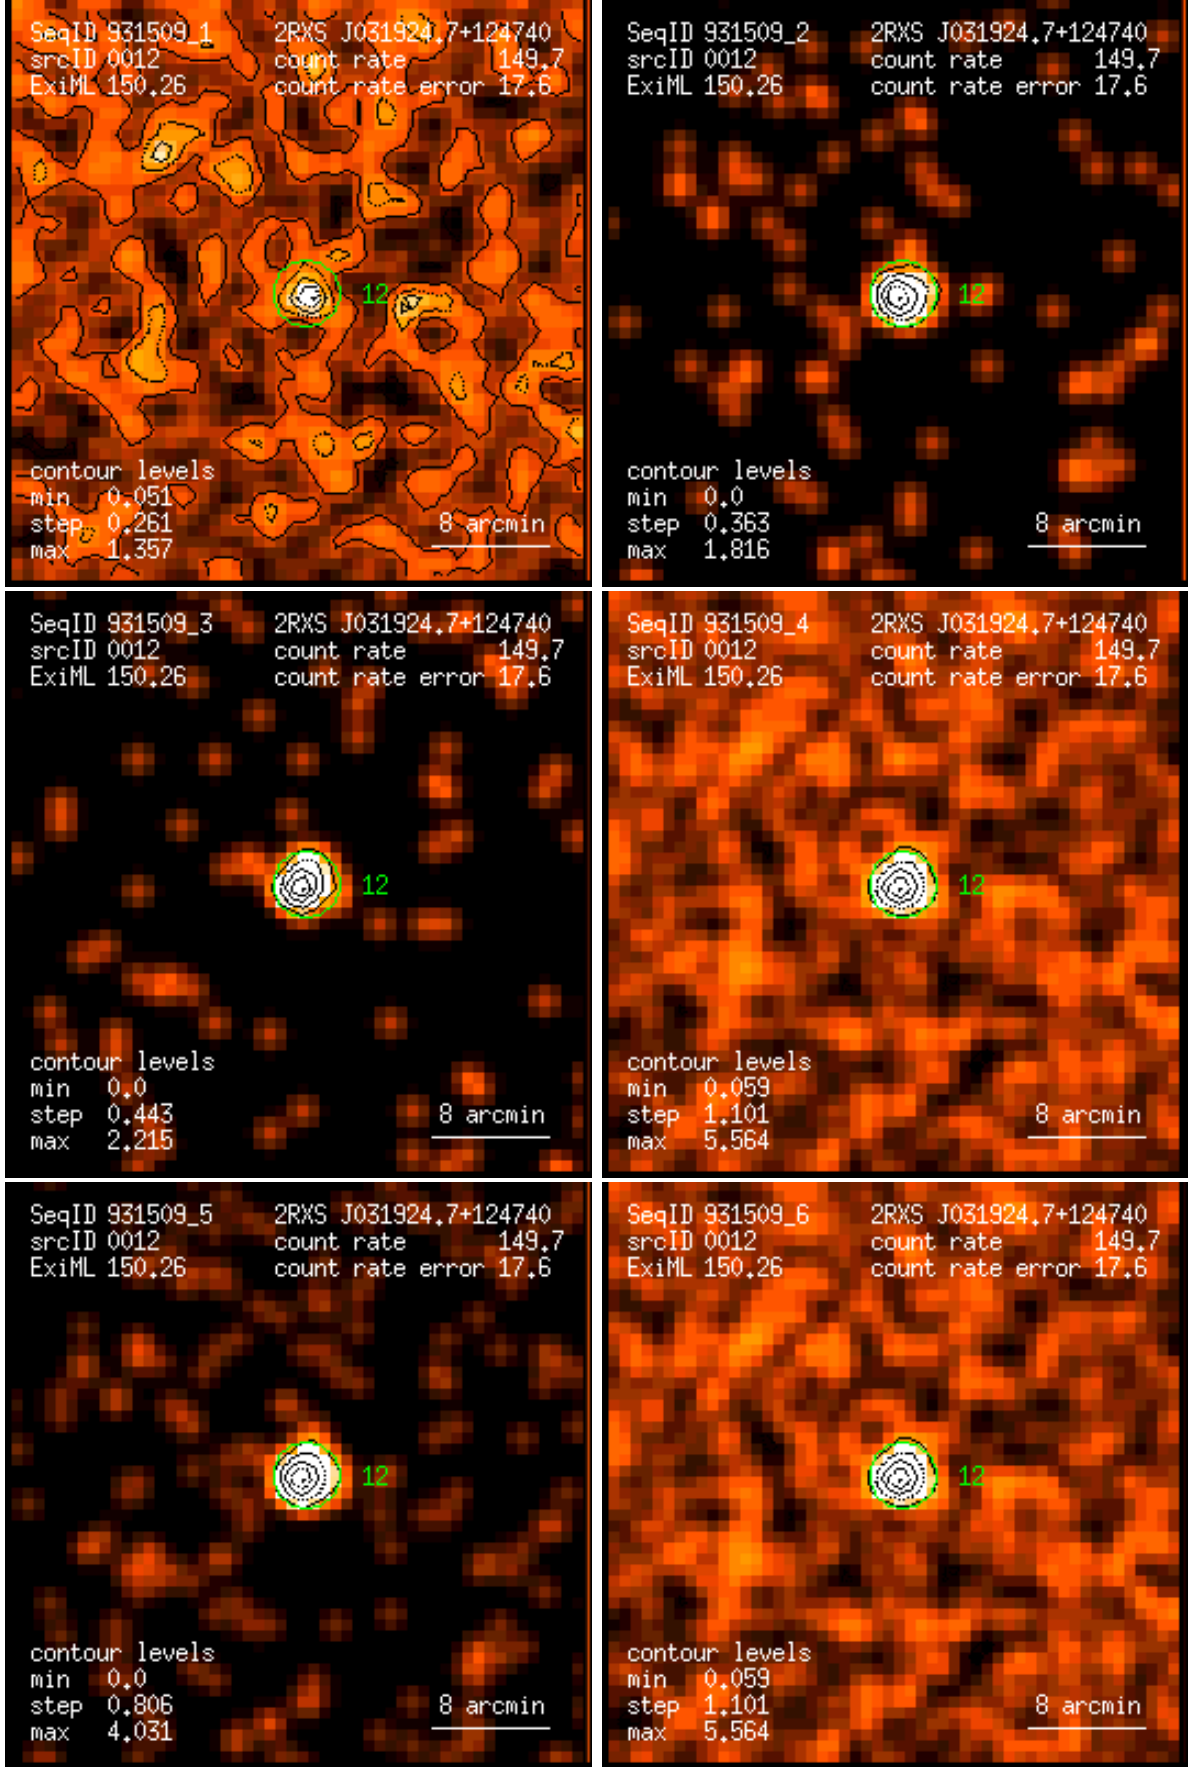 SeqID 931509_1 2RXS J031924.7+124740
srcID 0012 count rate 149.7
ExiML 150.26 count rate error 17.6
12
contour levels
min 0.051
step 0.261 8 arcmin
max 1.357
SeqID 931509_2 2RXS J031924.7+124740
srcID 0012 count rate 149.7
ExiML 150.26 count rate error 17.6
12
contour levels
min 0.0
step 0.363 8 arcmin
max 1.816
SeqID 931509_3 2RXS J031924.7+124740
srcID 0012 count rate 149.7
ExiML 150.26 count rate error 17.6
12
contour levels
min 0.0
step 0.443 8 arcmin
max 2.215
SeqID 931509_4 2RXS J031924.7+124740
srcID 0012 count rate 149.7
ExiML 150.26 count rate error 17.6
12
contour levels
min 0.059
step 1.101 8 arcmin
max 5.564
SeqID 931509_5 2RXS J031924.7+124740
srcID 0012 count rate 149.7
ExiML 150.26 count rate error 17.6
12
contour levels
min 0.0
step 0.806 8 arcmin
max 4.031
SeqID 931509_6 2RXS J031924.7+124740
srcID 0012 count rate 149.7
ExiML 150.26 count rate error 17.6
12
contour levels
min 0.059
step 1.101 8 arcmin
max 5.564